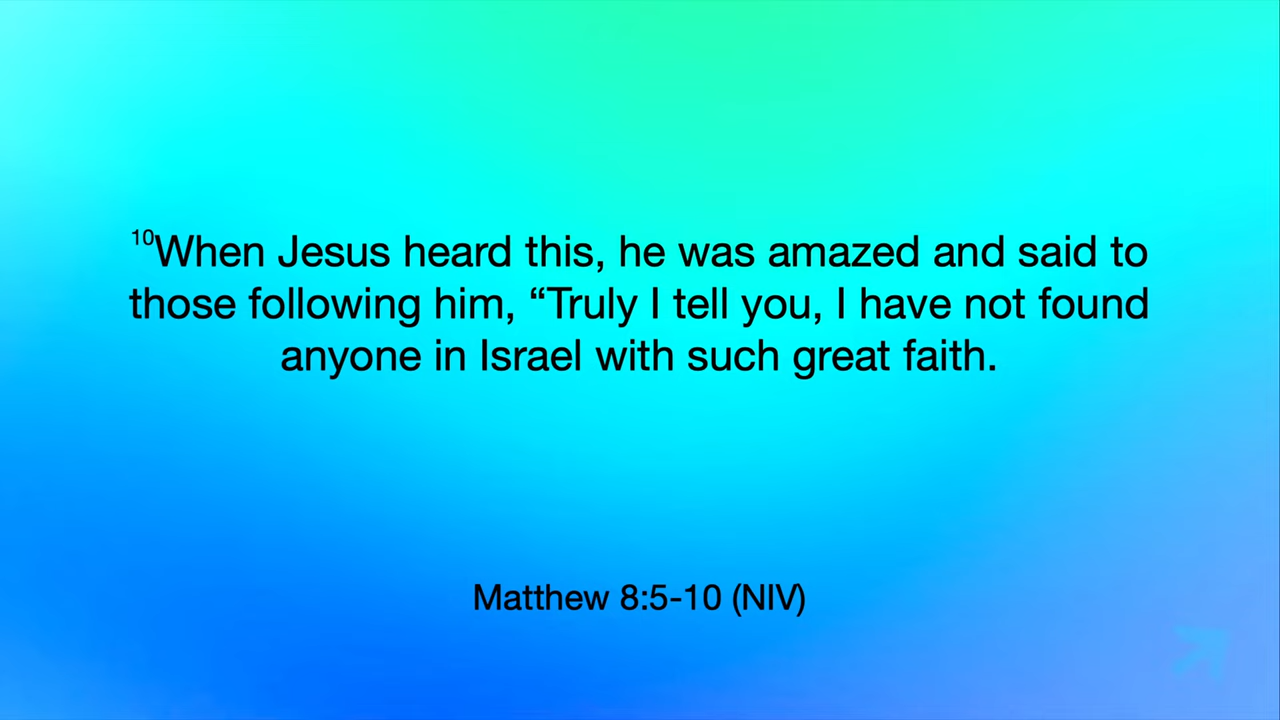 ¹⁰When Jesus heard this, he was amazed and said to
those following him, “Truly I tell you, I have not found
anyone in Israel with such great faith.
Matthew 8:5-10 (NIV)